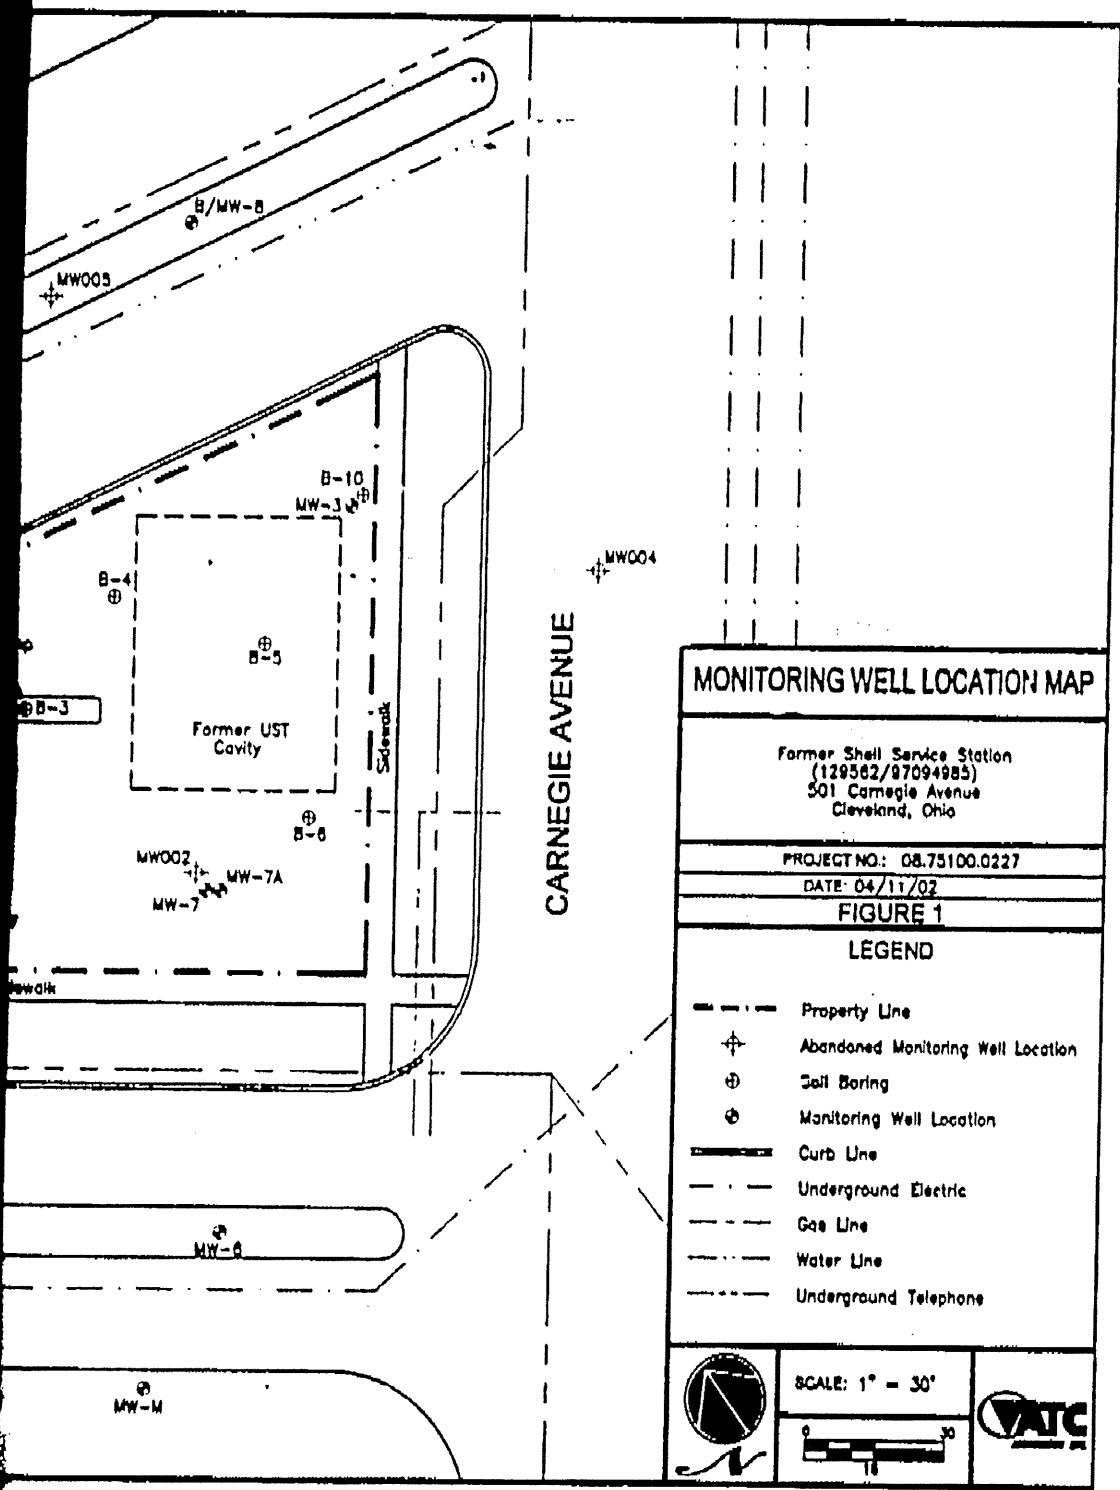 B/MW-8
MW005
B-10
MW-3
MW004
B-4
B-5
B-3
Former UST
Cavity
Sidewalk
CARNEGIE AVENUE
B-6
MW002
MW-7A
MW-7
MW-6
MW-M
MONITORING WELL LOCATION MAP
Former Shell Service Station
(129562/97094985)
501 Carnegie Avenue
Cleveland, Ohio
PROJECT NO.: 08.75100.0227
DATE: 04/11/02
FIGURE 1
LEGEND
Property Line
Abandoned Monitoring Well Location
Soil Boring
Monitoring Well Location
Curb Line
Underground Electric
Gas Line
Water Line
Underground Telephone
SCALE: 1" = 30'
0 30
15
ATC